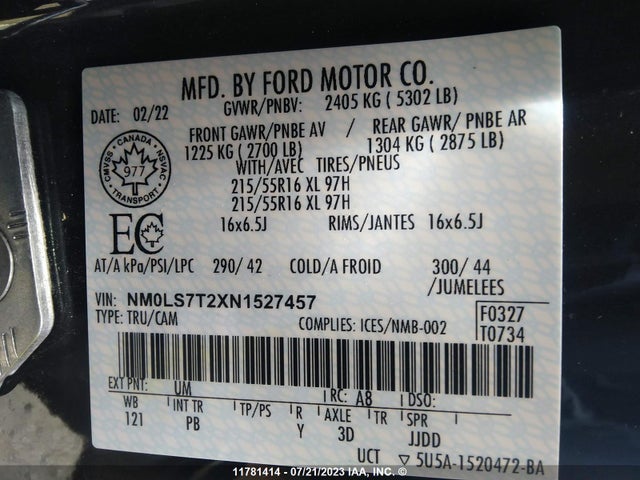 MFD. BY FORD MOTOR CO.
DATE: 02/22 GVWR/PNBV: 2405 KG ( 5302 LB)
FRONT GAWR/PNBE AV / REAR GAWR/ PNBE AR
1225 KG ( 2700 LB) 1304 KG ( 2875 LB)
WITH/AVEC TIRES/PNEUS
215/55R16 XL 97H
215/55R16 XL 97H
16x6.5J RIMS/JANTES 16x6.5J
CANADA
CMVSS NSVAC
977
TRANSPORT
EC
AT/A kPa/PSI/LPC 290/ 42 COLD/A FROID 300/ 44
/JUMELEES
VIN: NM0LS7T2XN1527457 F0327
TYPE: TRU/CAM COMPLIES: ICES/NMB-002 T0734
EXT PNT: UM RC: A8 DSO:
WB INT TR TP/PS R AXLE TR SPR
121 PB Y 3D JJDD
UCT 5U5A-1520472-BA
11781414 - 07/21/2023 - IAA, Inc.